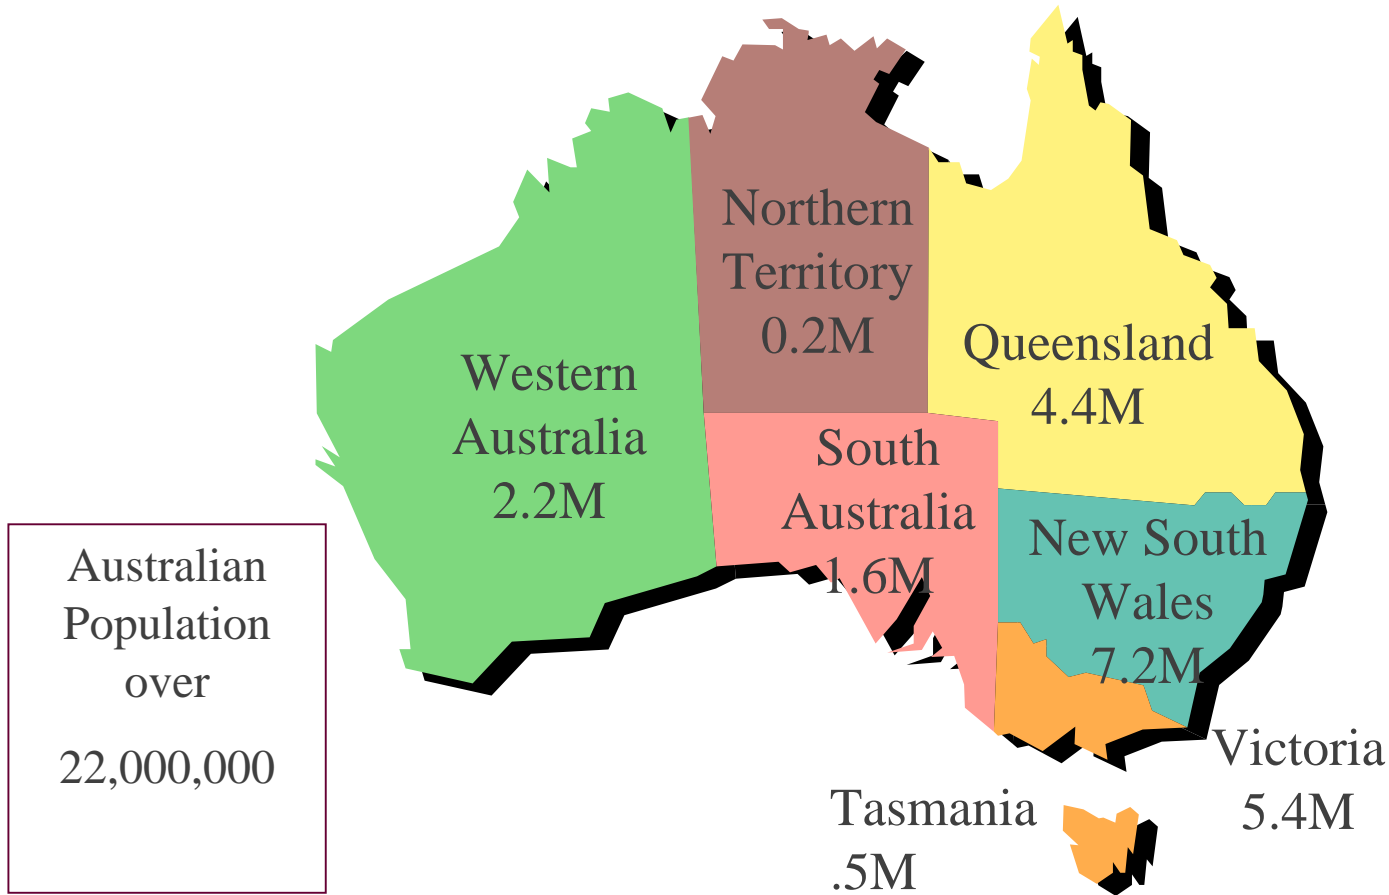 Northern
Territory
0.2M
Queensland
4.4M
Western
Australia
2.2M
South
Australia
1.6M
New South
Wales
7.2M
Australian
Population
over
22,000,000
Victoria
5.4M
Tasmania
.5M